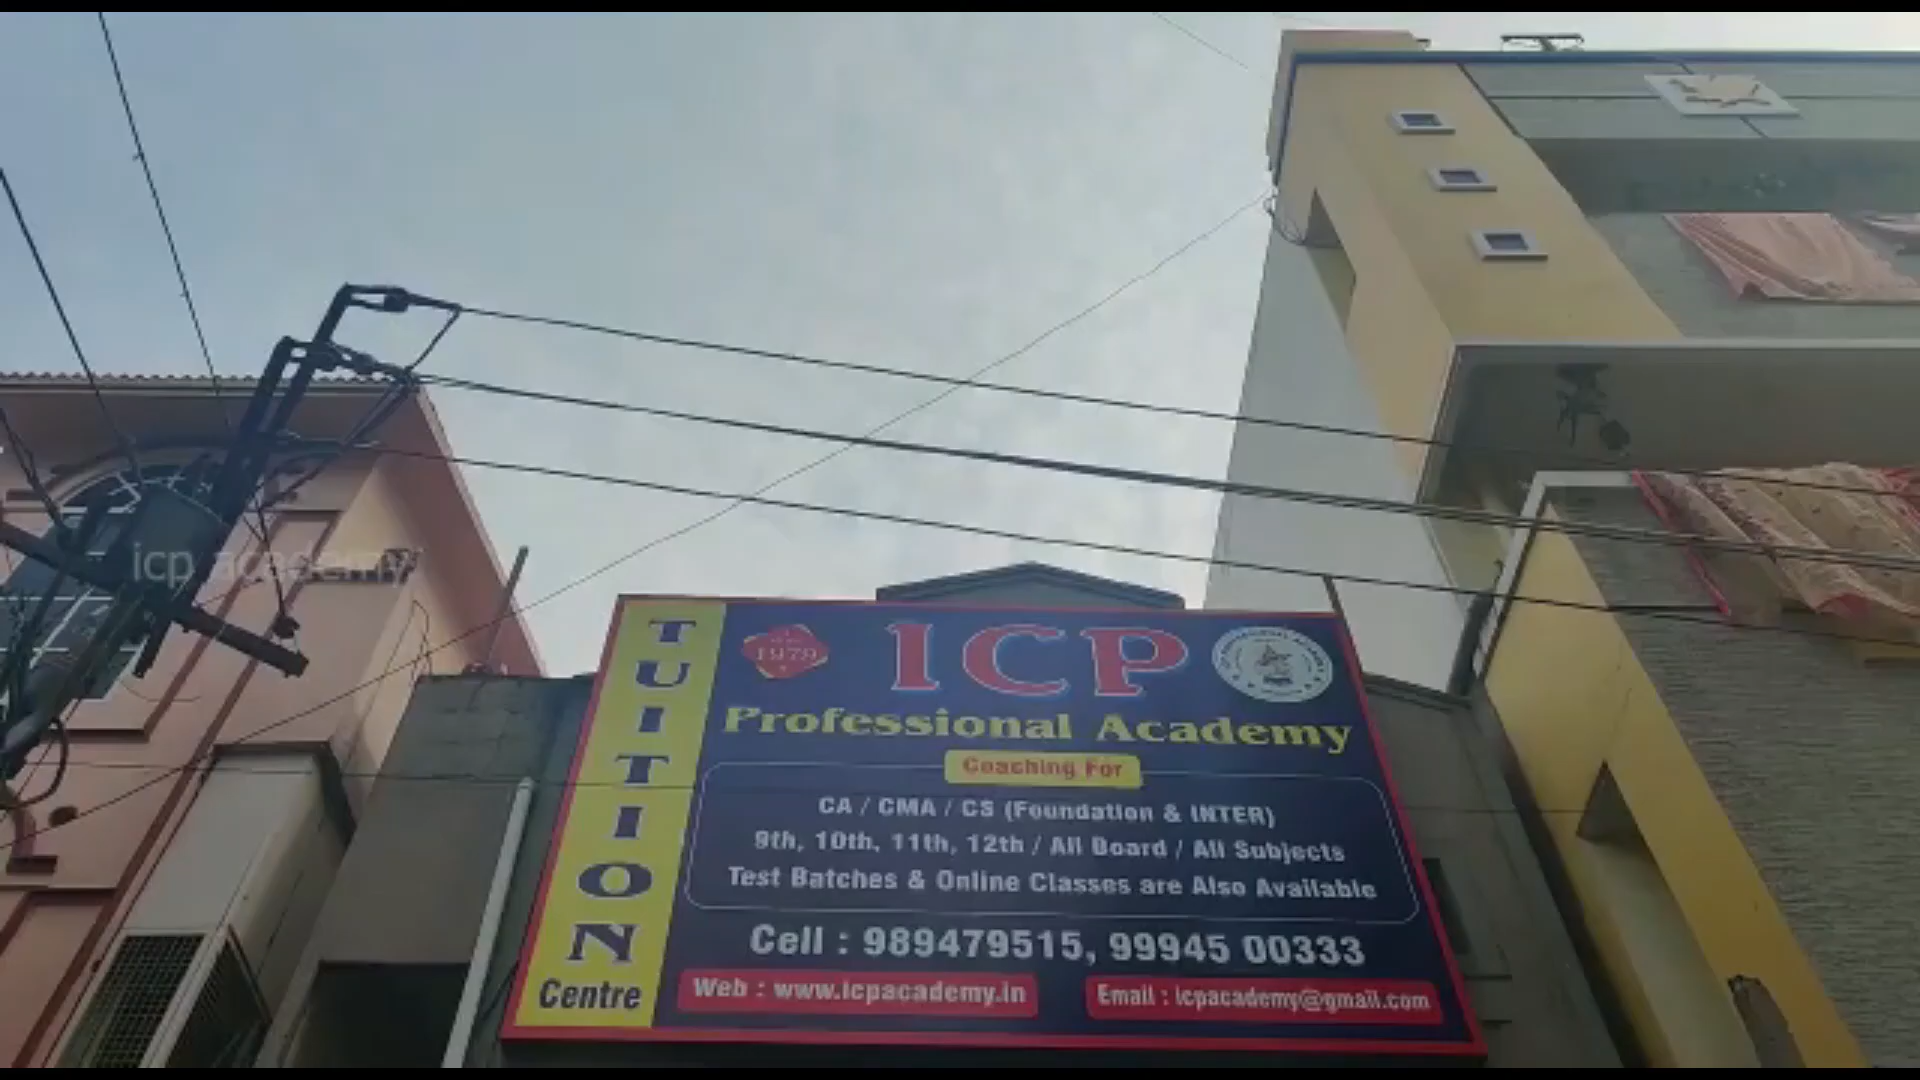 icp academy
TUITION
Centre
1979
ICP
Professional Academy
Coaching For
CA / CMA / CS (Foundation & INTER)
9th, 10th, 11th, 12th / All Board / All Subjects
Test Batches & Online Classes are Also Available
Cell : 989479515, 99945 00333
Web : www.icpacademy.in
Email : icpacademy@gmail.com